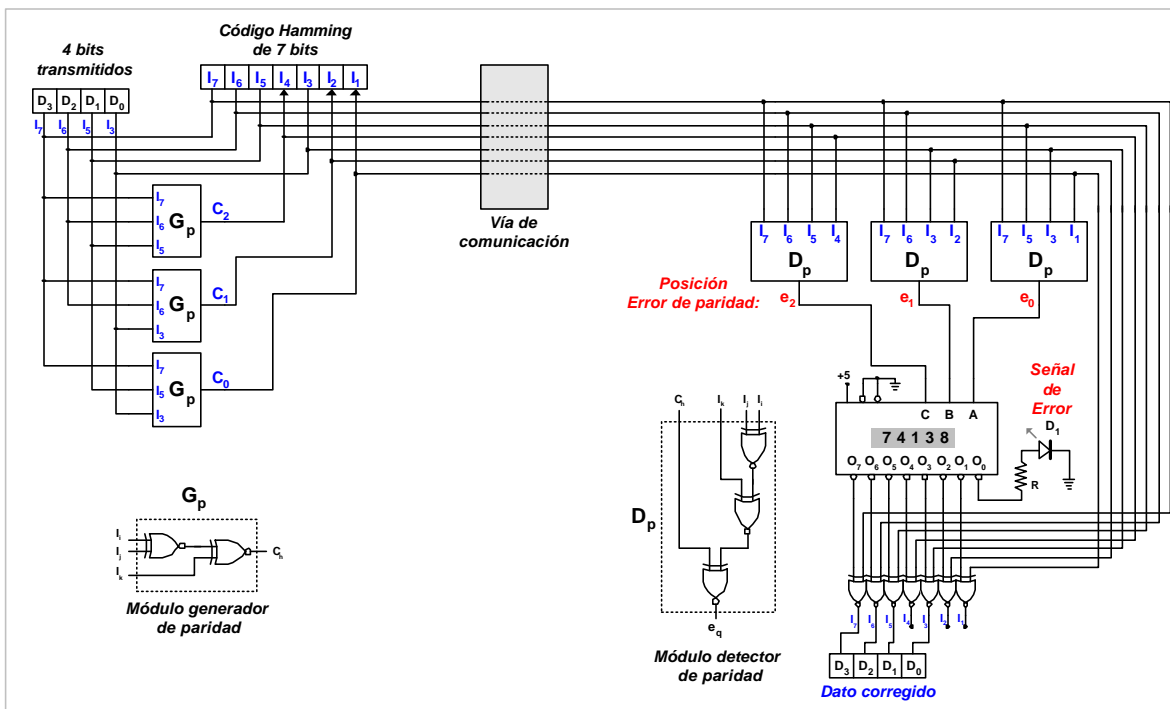 4 bits
transmitidos
Código Hamming
de 7 bits
I7 I6 I5 I4 I3 I2 I1
D3 D2 D1 D0
I7 I6 I5 I3
I7
I6
I5
Gp
C2
I7
I6
I3
Gp
C1
I7
I5
I3
Gp
C0
Vía de
comunicación
I7 I6 I5 I4
Dp
I7 I6 I3 I2
Dp
I7 I5 I3 I1
Dp
Posición
Error de paridad:
e2
e1
e0
+5
C B A
74138
O7 O6 O5 O4 O3 O2 O1 O0
Señal
de
Error
D1
R
Gp
Ii
Ij
Ik
Ch
Módulo generador
de paridad
Ch Ik Ij Ii
Dp
eq
Módulo detector
de paridad
I7 I6 I5 I4 I3 I2 I1
D3 D2 D1 D0
Dato corregido